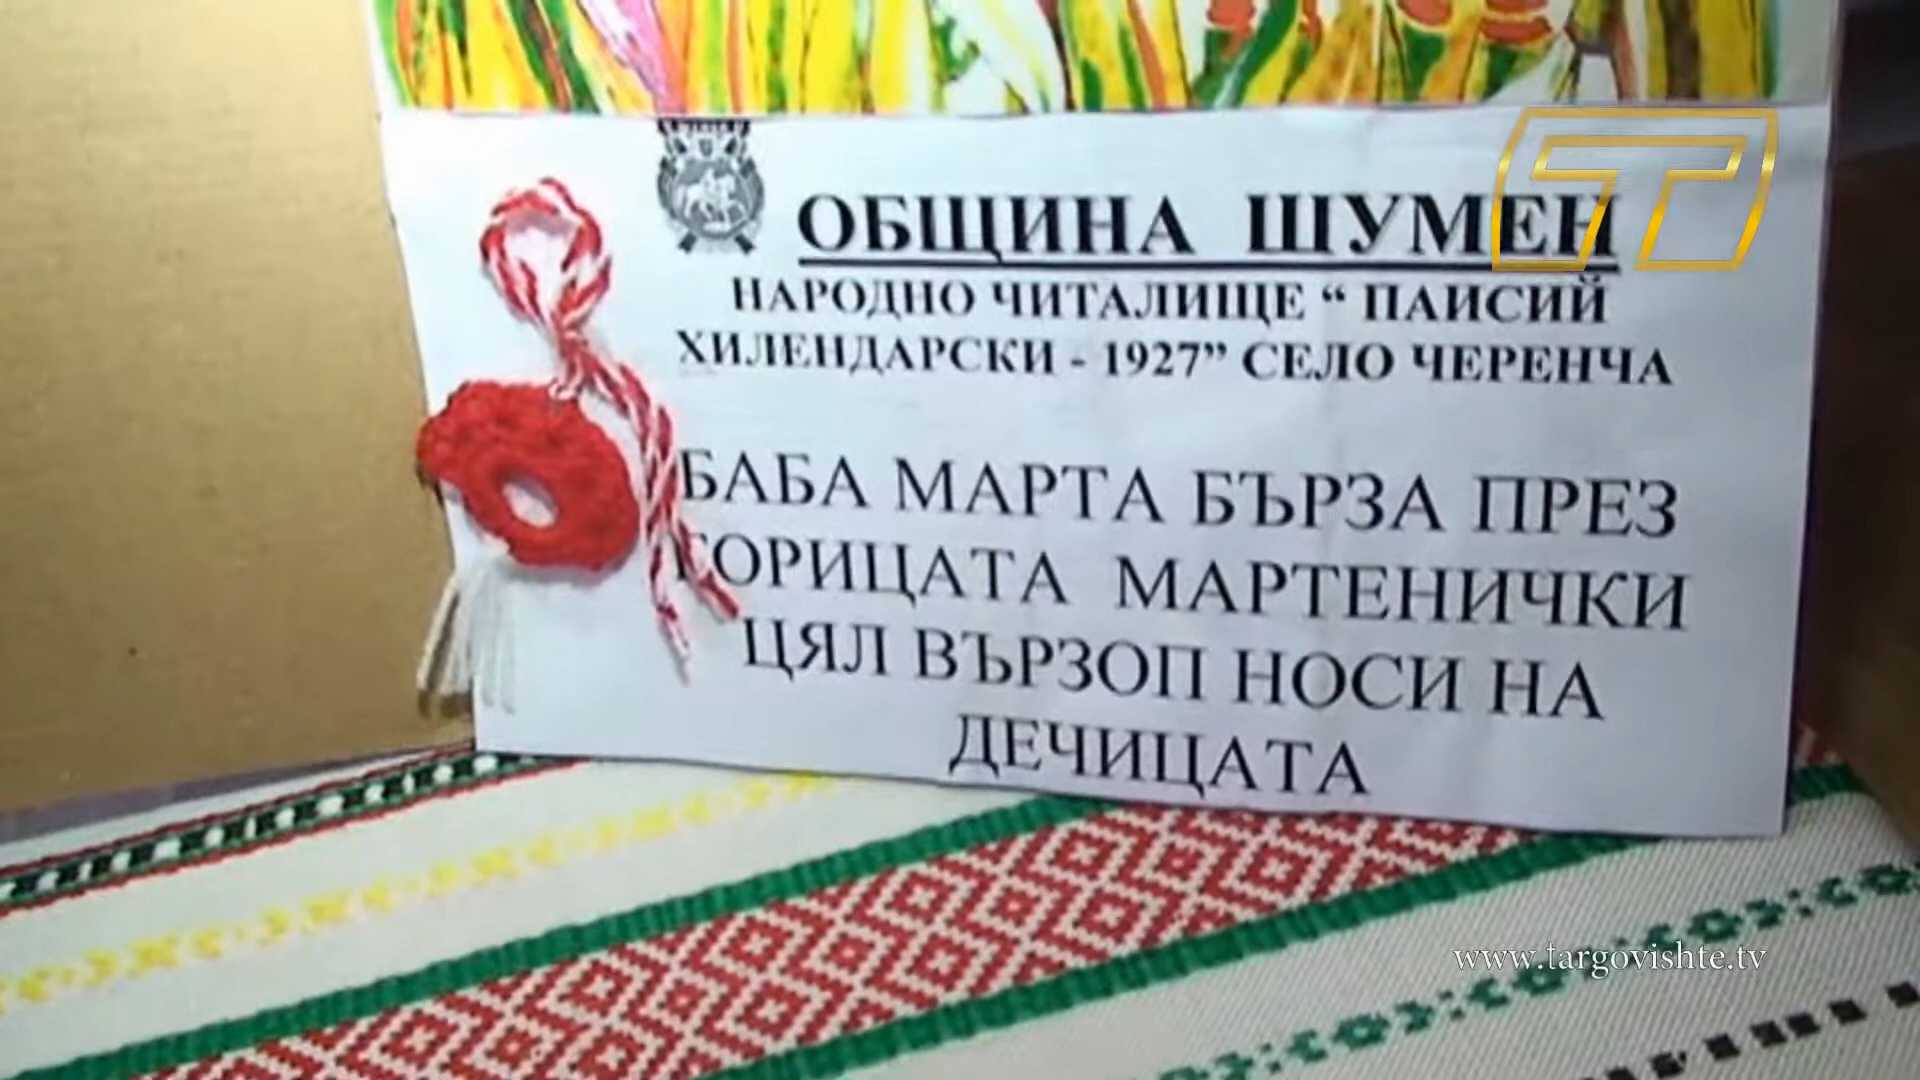 ОБЩИНА ШУМЕН
НАРОДНО ЧИТАЛИЩЕ “ ПАИСИЙ
ХИЛЕНДАРСКИ - 1927” СЕЛО ЧЕРЕНЧА
БАБА МАРТА БЪРЗА ПРЕЗ
ГОРИЦАТА МАРТЕНИЧКИ
ЦЯЛ ВЪРЗОП НОСИ НА
ДЕЧИЦАТА
www.targovishte.tv